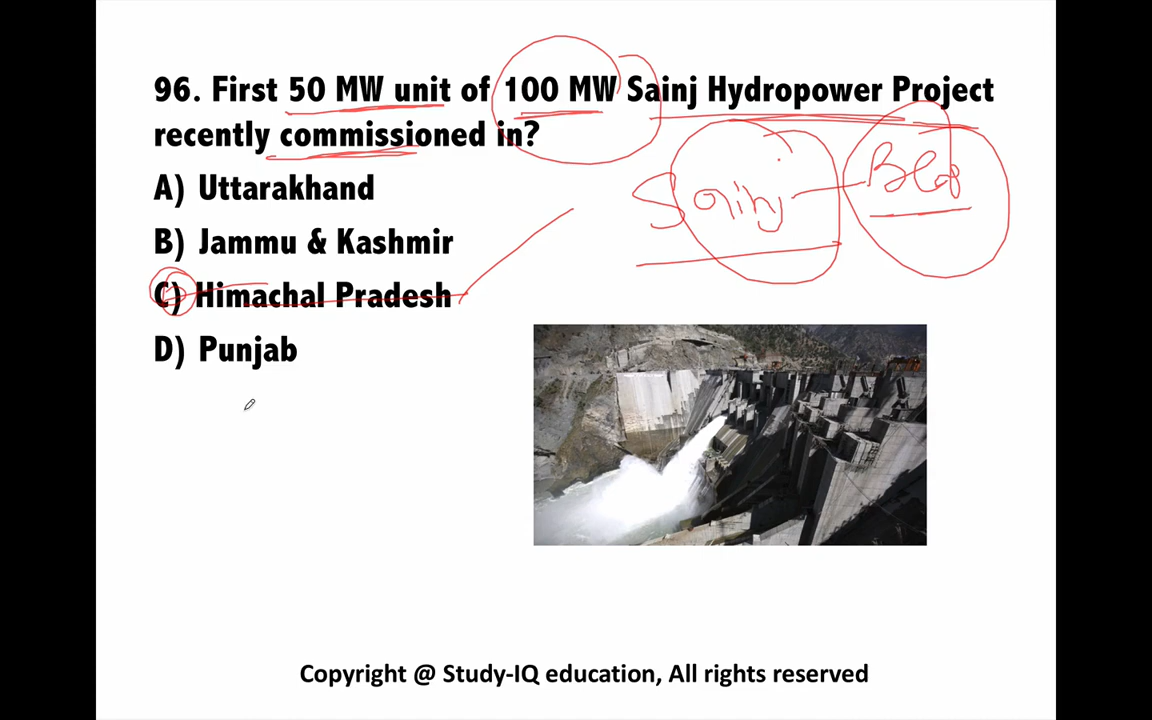 96. First 50 MW unit of 100 MW Sainj Hydropower Project
recently commissioned in?
A) Uttarakhand
B) Jammu & Kashmir
C) Himachal Pradesh
D) Punjab
Sainj
Copyright @ Study-IQ education, All rights reserved